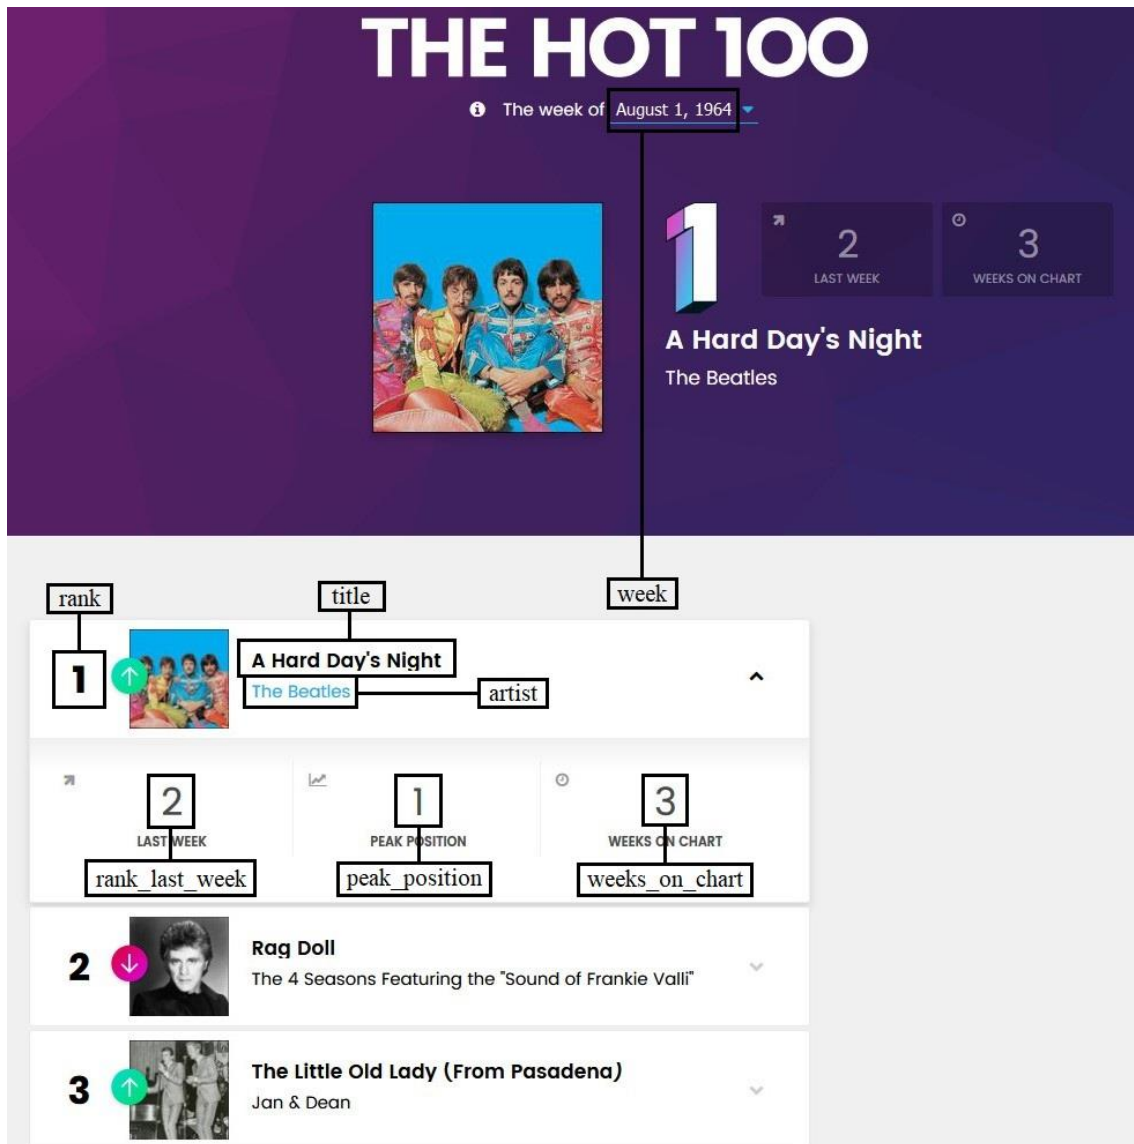 THE HOT 100
The week of August 1, 1964
1
2
LAST WEEK
3
WEEKS ON CHART
A Hard Day's Night
The Beatles
rank
title
week
1
A Hard Day's Night
The Beatles
artist
2
LAST WEEK
rank_last_week
1
PEAK POSITION
peak_position
3
WEEKS ON CHART
weeks_on_chart
2
Rag Doll
The 4 Seasons Featuring the "Sound of Frankie Valli"
3
The Little Old Lady (From Pasadena)
Jan & Dean